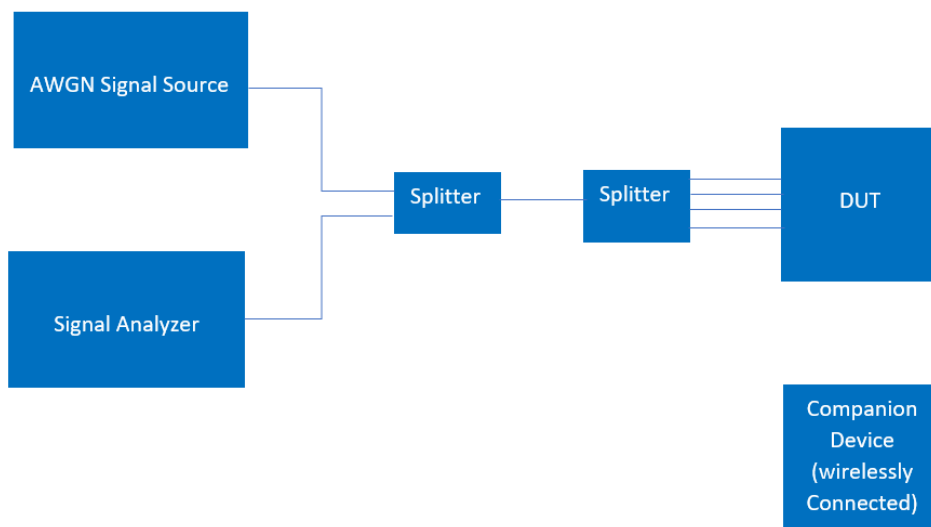 AWGN Signal Source
Splitter
Splitter
DUT
Signal Analyzer
Companion
Device
(wirelessly
Connected)